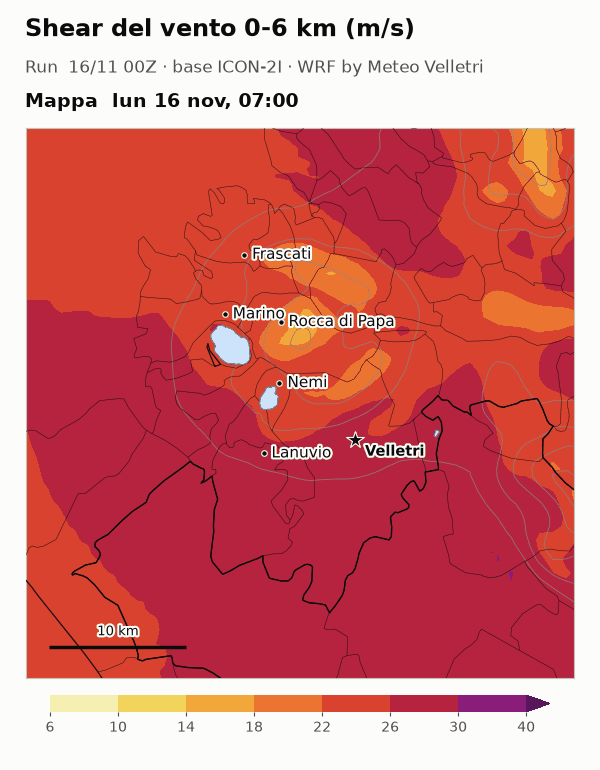 Shear del vento 0-6 km (m/s)
Run  16/11 00Z · base ICON-2I · WRF by Meteo Velletri
Mappa  lun 16 nov, 07:00
Frascati
Marino
Rocca di Papa
Nemi
Velletri
Lanuvio
10 km
6 10 14 18 22 26 30 40